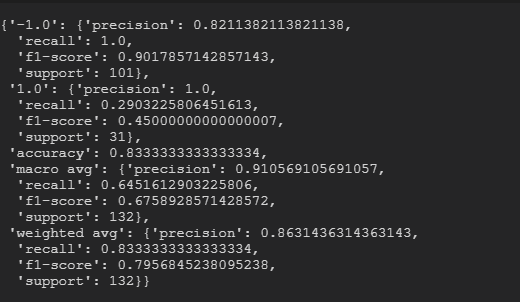 {'-1.0': {'precision': 0.8211382113821138,
'recall': 1.0,
'f1-score': 0.9017857142857143,
'support': 101},
'1.0': {'precision': 1.0,
'recall': 0.2903225806451613,
'f1-score': 0.45000000000000007,
'support': 31},
'accuracy': 0.8333333333333334,
'macro avg': {'precision': 0.910569105691057,
'recall': 0.6451612903225806,
'f1-score': 0.6758928571428572,
'support': 132},
'weighted avg': {'precision': 0.8631436314363143,
'recall': 0.8333333333333334,
'f1-score': 0.7956845238095238,
'support': 132}}